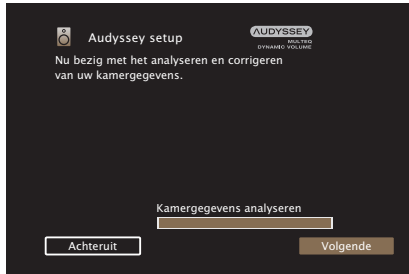 Audyssey setup
AUDYSSEY
MULTEQ
DYNAMIC VOLUME
Nu bezig met het analyseren en corrigeren
van uw kamergegevens.
Kamergegevens analyseren
Achteruit
Volgende